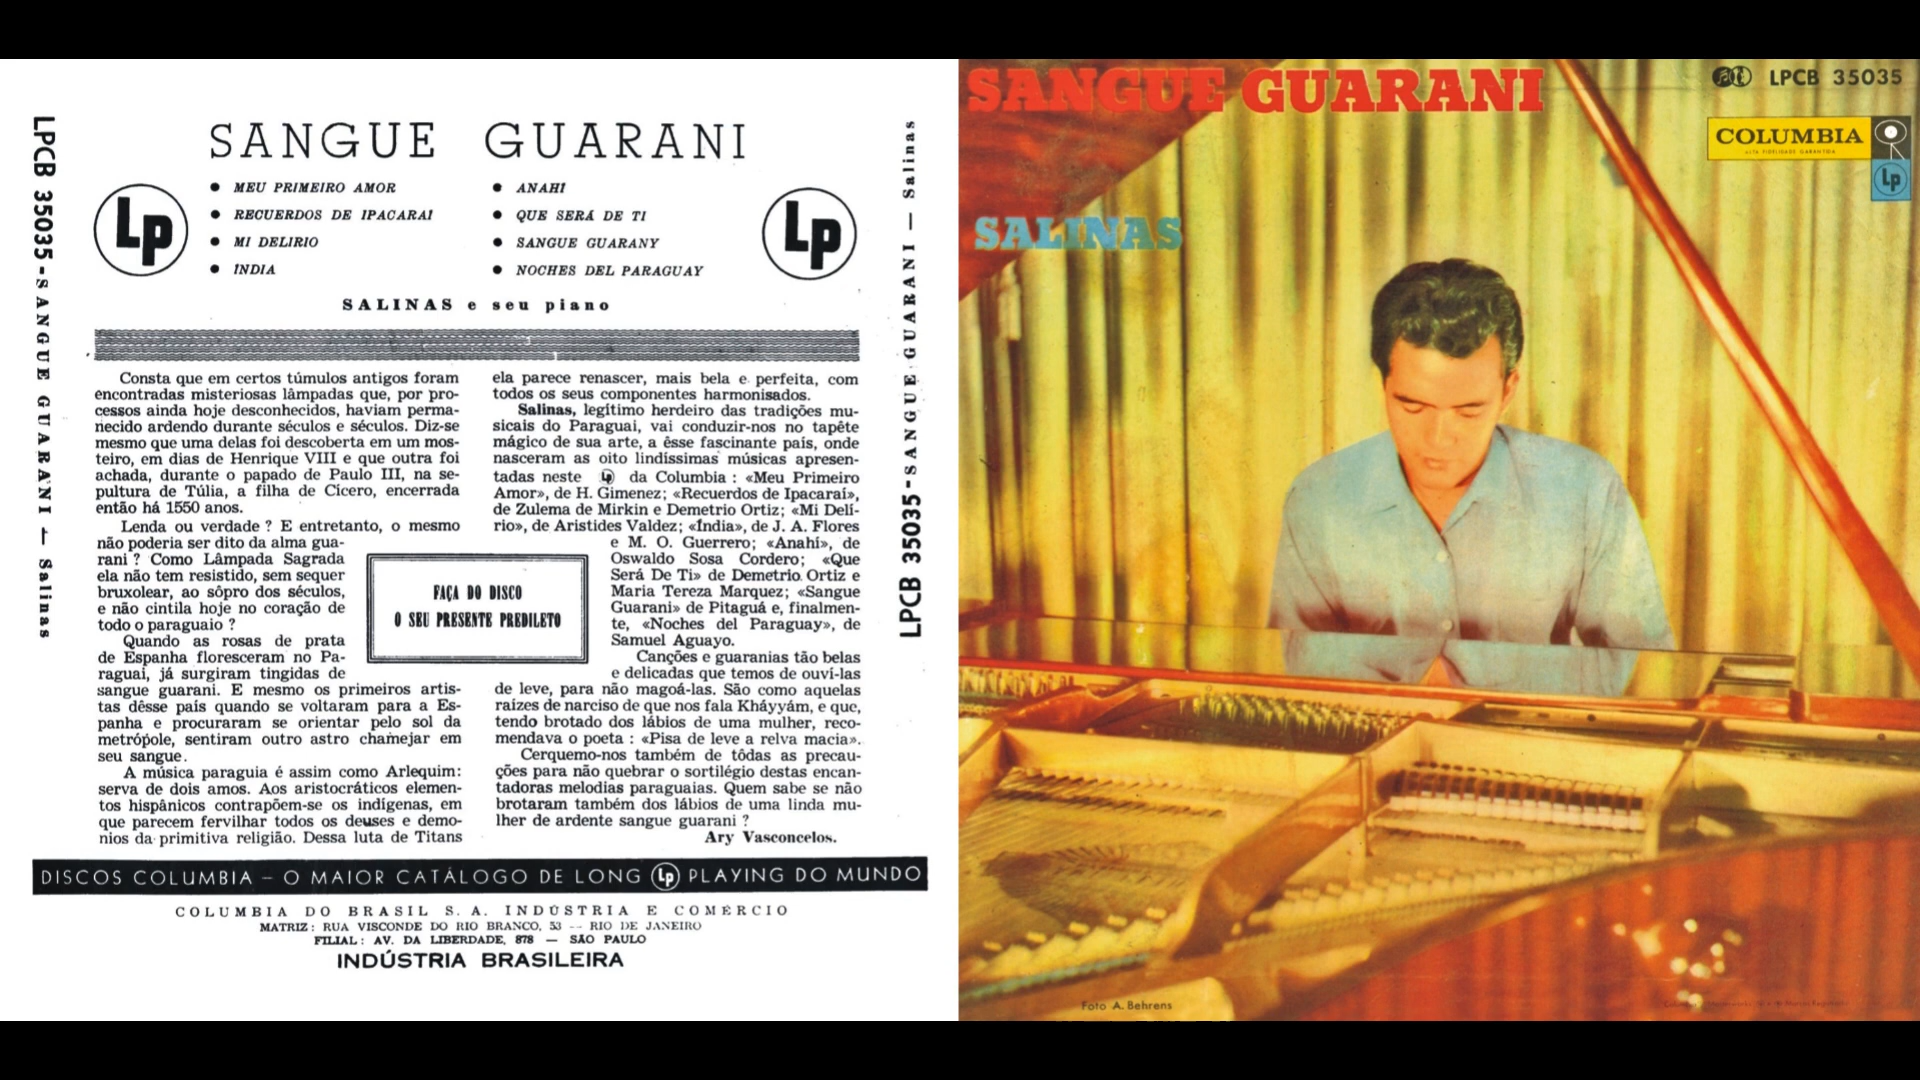 SANGUE GUARANI
LPCB 35035 - SANGUE GUARANI — Salinas
Lp
• MEU PRIMEIRO AMOR
• RECUERDOS DE IPACARAI
• MI DELIRIO
• ÍNDIA
• ANAHI
• QUE SERÁ DE TI
• SANGUE GUARANY
• NOCHES DEL PARAGUAY
Lp
SALINAS e seu piano
Consta que em certos túmulos antigos foram
encontradas misteriosas lâmpadas que, por pro-
cessos ainda hoje desconhecidos, haviam perma-
necido ardendo durante séculos e séculos. Diz-se
mesmo que uma delas foi descoberta em um mos-
teiro, em dias de Henrique VIII e que outra foi
achada, durante o papado de Paulo III, na se-
pultura de Túlia, a filha de Cícero, encerrada
então há 1550 anos.
Lenda ou verdade ? E entretanto, o mesmo
não poderia ser dito da alma gua-
rani ? Como Lâmpada Sagrada
ela não tem resistido, sem sequer
bruxolear, ao sôpro dos séculos,
e não cintila hoje no coração de
todo o paraguaio ?
Quando as rosas de prata
de Espanha floresceram no Pa-
raguai, já surgiram tingidas de
sangue guarani. E mesmo os primeiros artis-
tas dêsse país quando se voltaram para a Es-
panha e procuraram se orientar pelo sol da
metrópole, sentiram outro astro chamejar em
seu sangue.
A música paraguia é assim como Arlequim:
serva de dois amos. Aos aristocráticos elemen-
tos hispânicos contrapõem-se os indígenas, em
que parecem fervilhar todos os deuses e demo-
nios da primitiva religião. Dessa luta de Titans
FAÇA DO DISCO
O SEU PRESENTE PREDILETO
ela parece renascer, mais bela e perfeita, com
todos os seus componentes harmonisados.
Salinas, legítimo herdeiro das tradições mu-
sicais do Paraguai, vai conduzir-nos no tapête
mágico de sua arte, a êsse fascinante país, onde
nasceram as oito lindíssimas músicas apresen-
tadas neste Lp da Columbia : «Meu Primeiro
Amor», de H. Gimenez; «Recuerdos de Ipacaraí»,
de Zulema de Mirkin e Demetrio Ortiz; «Mi Delí-
rio», de Aristides Valdez; «Índia», de J. A. Flores
e M. O. Guerrero; «Anahí», de
Oswaldo Sosa Cordero; «Que
Será De Ti» de Demetrio Ortiz e
Maria Tereza Marquez; «Sangue
Guarani» de Pitaguá e, finalmen-
te, «Noches del Paraguay», de
Samuel Aguayo.
Canções e guaranias tão belas
e delicadas que temos de ouví-las
de leve, para não magoá-las. São como aquelas
raízes de narciso de que nos fala Kháyyám, e que,
tendo brotado dos lábios de uma mulher, reco-
mendava o poeta : «Pisa de leve a relva macia».
Cerquemo-nos também de tôdas as precau-
ções para não quebrar o sortilégio destas encan-
tadoras melodias paraguaias. Quem sabe se não
brotaram também dos lábios de uma linda mu-
lher de ardente sangue guarani ?
Ary Vasconcelos.
LPCB 35035 - SANGUE GUARANI — Salinas
DISCOS COLUMBIA – O MAIOR CATÁLOGO DE LONG Lp PLAYING DO MUNDO
COLUMBIA DO BRASIL S. A. INDÚSTRIA E COMÉRCIO
MATRIZ: RUA VISCONDE DO RIO BRANCO, 53 -- RIO DE JANEIRO
FILIAL: AV. DA LIBERDADE, 878 — SÃO PAULO
INDÚSTRIA BRASILEIRA
SANGUE GUARANI
LPCB 35035
COLUMBIA
ALTA FIDELIDADE GARANTIDA
Lp
SALINAS
Foto A. Behrens